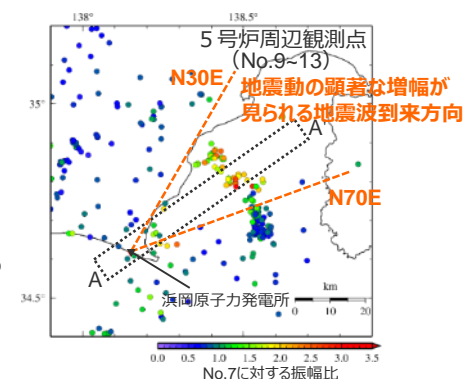 138°
138.5°
5号炉周辺観測点
(No.9~13)
N30E
地震動の顕著な増幅が
見られる地震波到来方向
35°
A'
N70E
A
浜岡原子力発電所
km
0 10 20
34.5°
0.0 0.5 1.0 1.5 2.0 2.5 3.0 3.5
No.7に対する振幅比